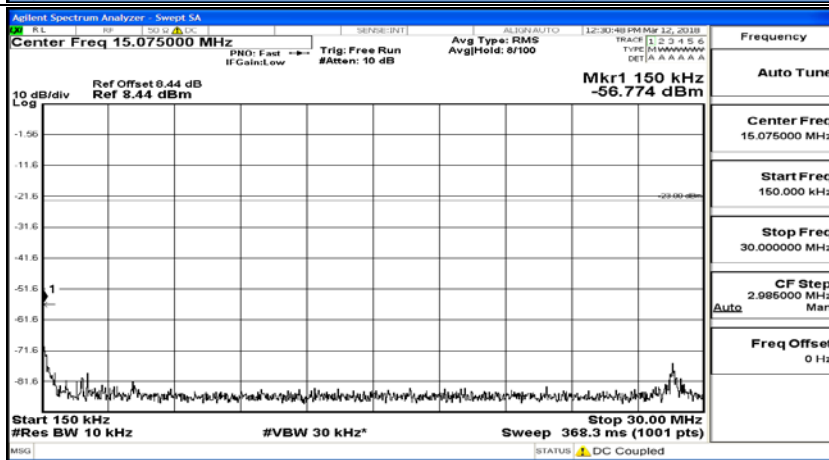 Agilent Spectrum Analyzer - Swept SA
RL RF 50 Ω DC SENSE:INT ALIGN AUTO 12:30:48 PM Mar 12, 2018
Center Freq 15.075000 MHz
PNO: Fast
IFGain:Low
Trig: Free Run
#Atten: 10 dB
Avg Type: RMS
Avg|Hold: 8/100
TRACE 1 2 3 4 5 6
TYPE M WWWWW
DET A A A A A A
Ref Offset 8.44 dB
10 dB/div Ref 8.44 dBm
Log
Mkr1 150 kHz
-56.774 dBm
-1.56
-11.6
-21.6
-23.00 dBm
-31.6
-41.6
-51.6
1
-61.6
-71.6
-81.6
Start 150 kHz
Stop 30.00 MHz
#Res BW 10 kHz #VBW 30 kHz* Sweep 368.3 ms (1001 pts)
MSG STATUS DC Coupled
Frequency
Auto Tune
Center Freq
15.075000 MHz
Start Freq
150.000 kHz
Stop Freq
30.000000 MHz
CF Step
2.985000 MHz
Auto Man
Freq Offset
0 Hz